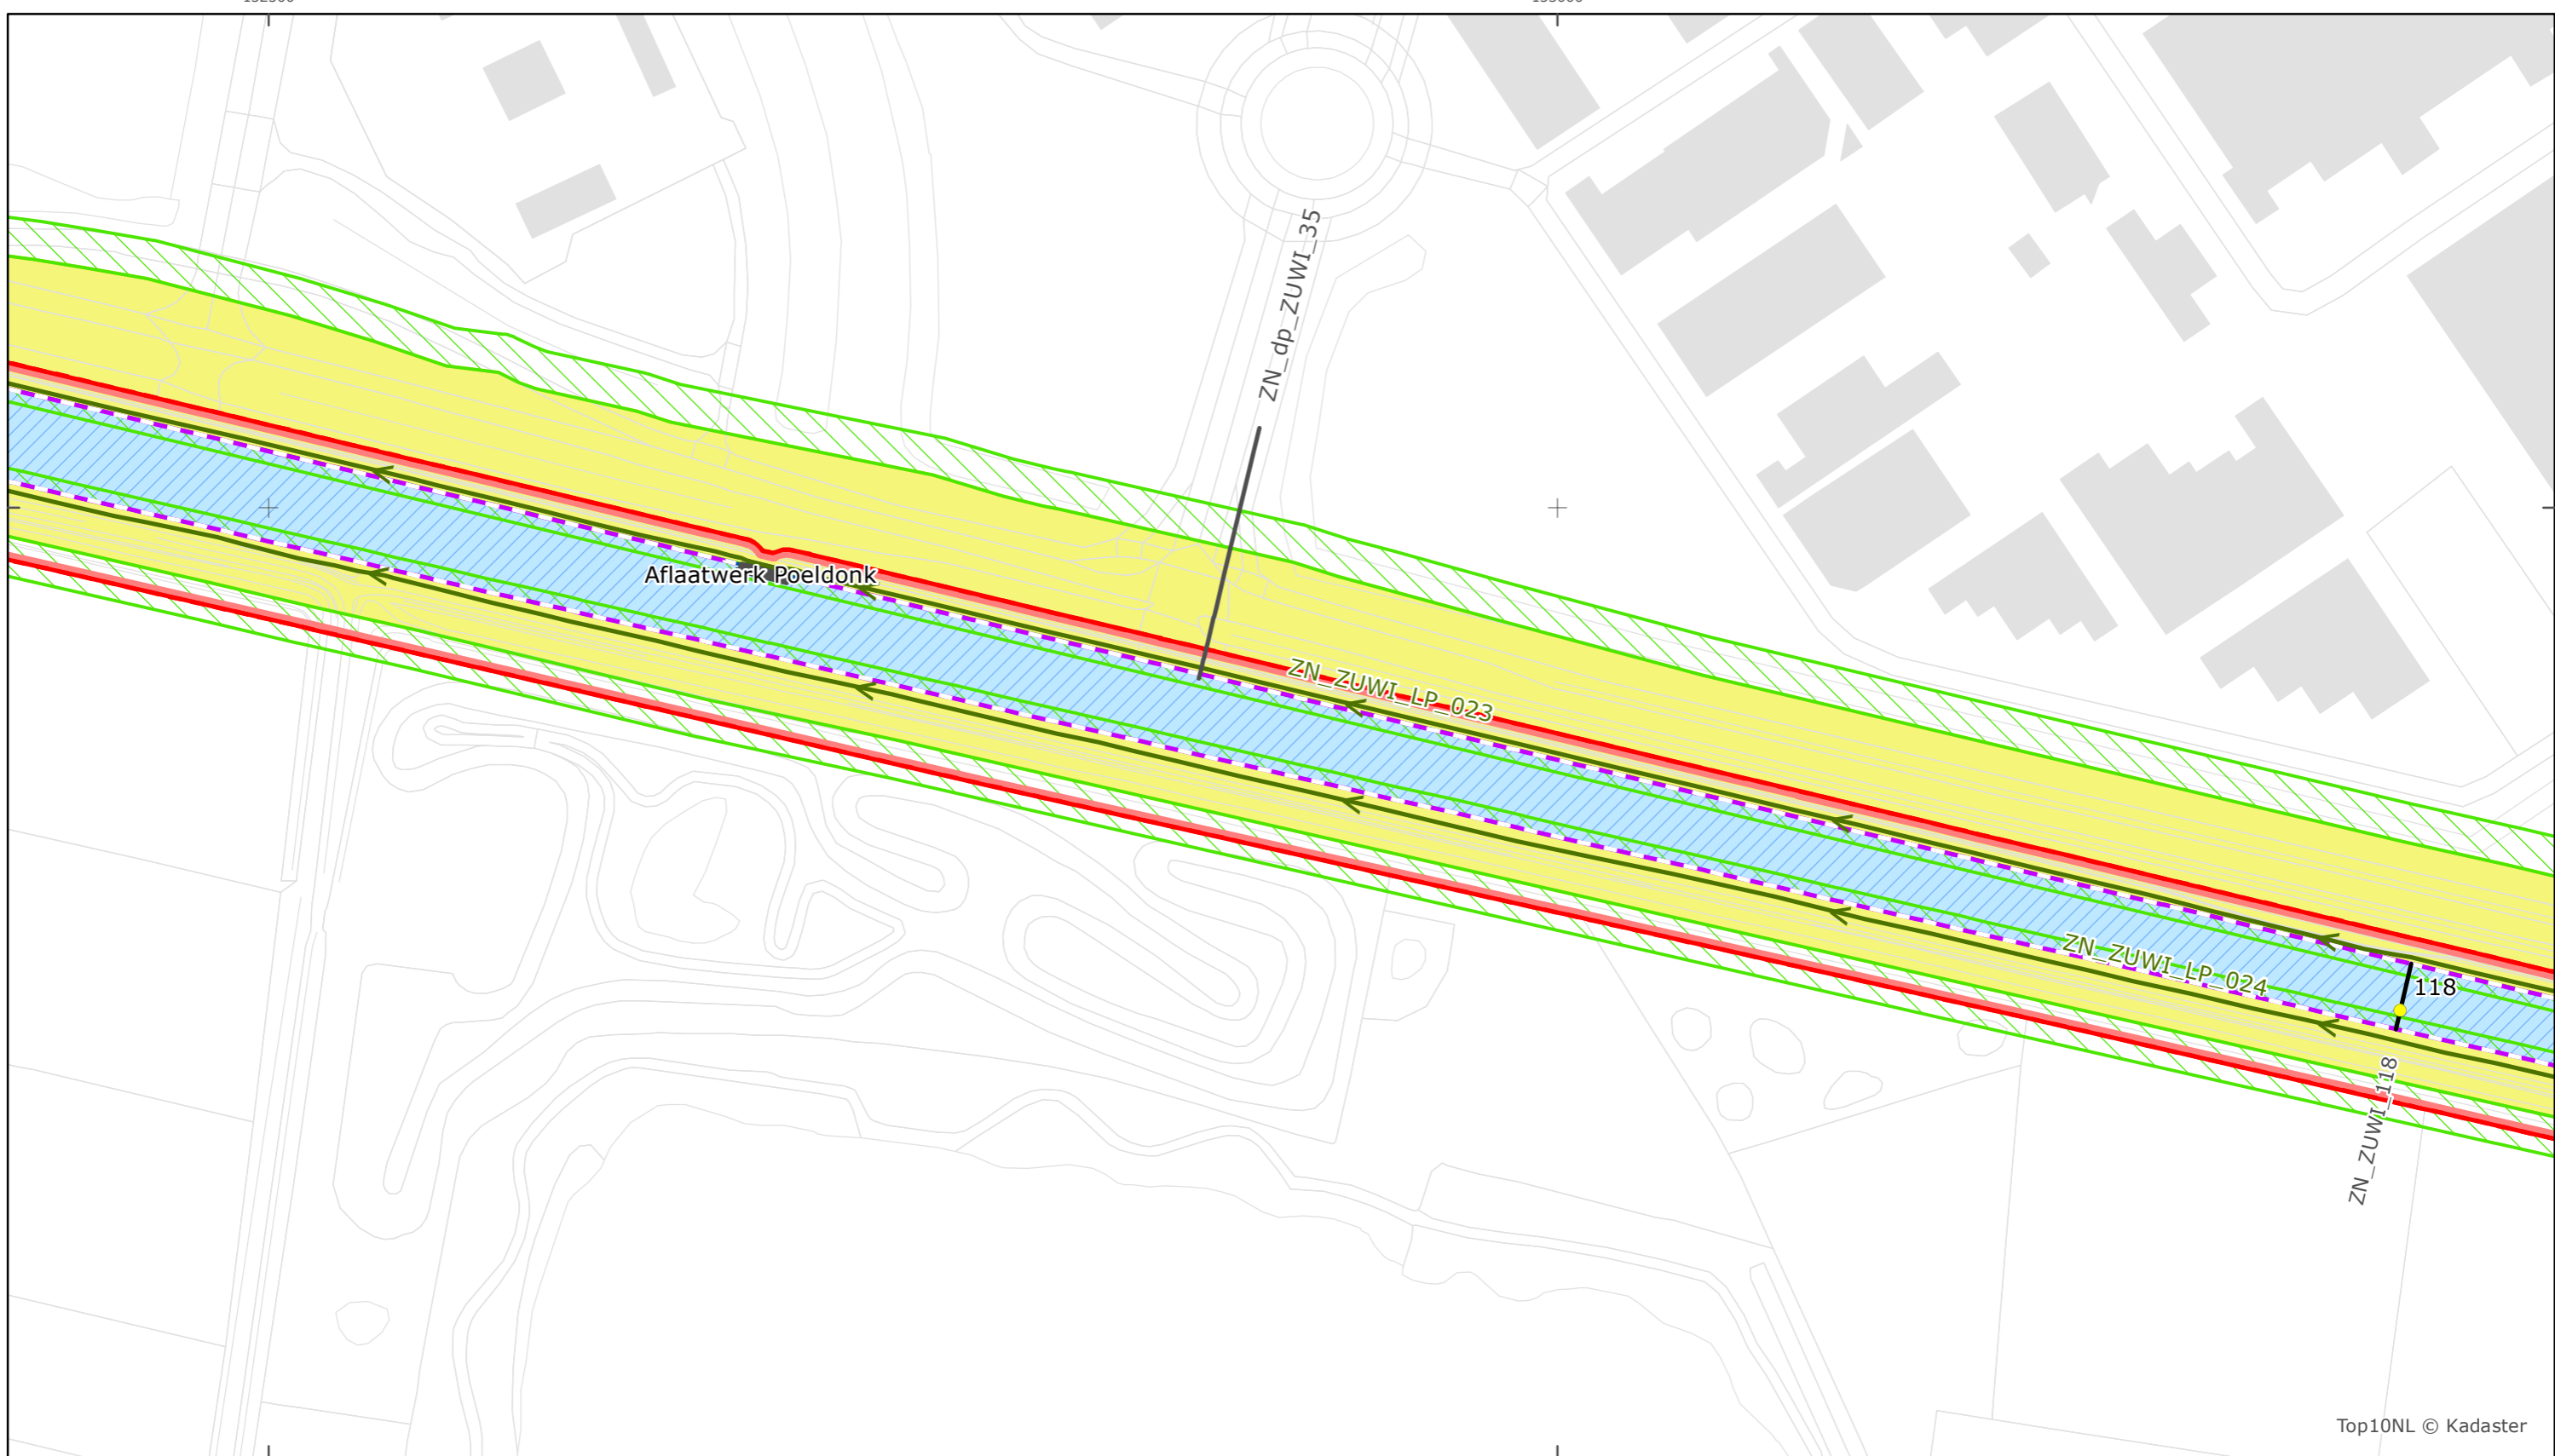 ZN_dp_ZUWI_35
Aflaatwerk Poeldonk
ZN_ZUWI_LP_023
ZN_ZUWI_LP_024
118
ZN_ZUWI_118
Top10NL © Kadaster